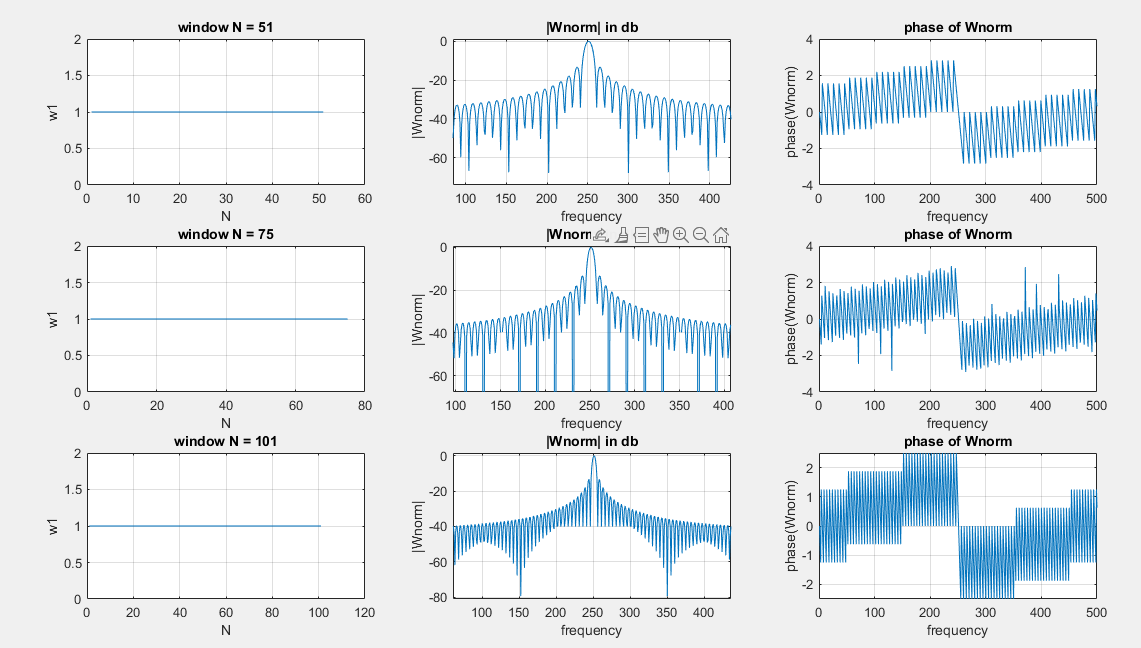 window N = 51
2
1.5
1
0.5
0
w1
0 10 20 30 40 50 60
N
|Wnorm| in db
0
-20
-40
-60
|Wnorm|
100 150 200 250 300 350 400
frequency
phase of Wnorm
4
2
0
-2
-4
phase(Wnorm)
0 100 200 300 400 500
frequency
window N = 75
2
1.5
1
0.5
0
w1
0 20 40 60 80
N
|Wnorm
0
-20
-40
-60
|Wnorm|
100 150 200 250 300 350 400
frequency
phase of Wnorm
4
2
0
-2
-4
phase(Wnorm)
0 100 200 300 400 500
frequency
window N = 101
2
1.5
1
0.5
0
w1
0 20 40 60 80 100 120
N
|Wnorm| in db
0
-20
-40
-60
-80
|Wnorm|
100 150 200 250 300 350 400
frequency
phase of Wnorm
2
1
0
-1
-2
phase(Wnorm)
0 100 200 300 400 500
frequency